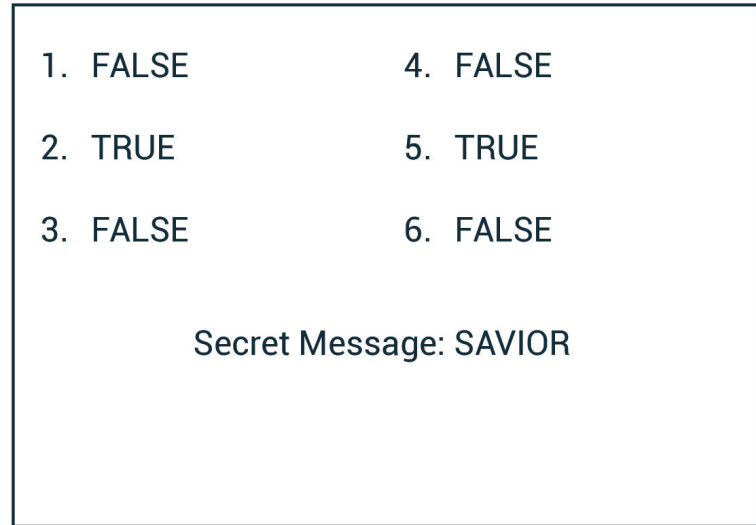 1. FALSE
2. TRUE
3. FALSE
4. FALSE
5. TRUE
6. FALSE
Secret Message: SAVIOR